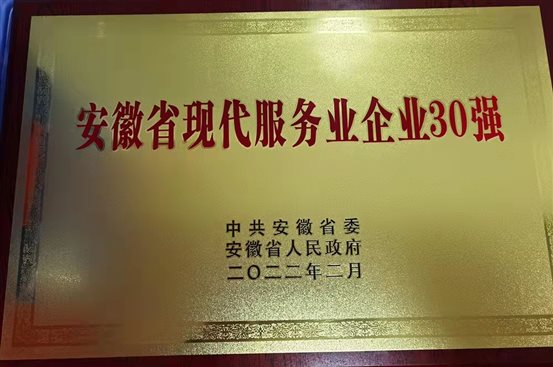 安徽省现代服务业企业30强
中共安徽省委
安徽省人民政府
二〇二二年二月